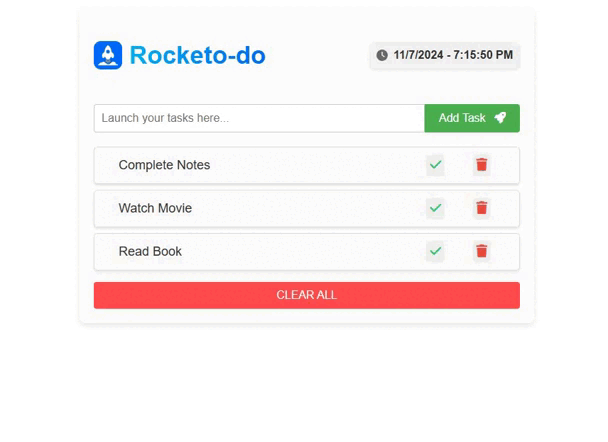 Rocketo-do
11/7/2024 - 7:15:50 PM
Launch your tasks here...
Add Task
Complete Notes
Watch Movie
Read Book
CLEAR ALL